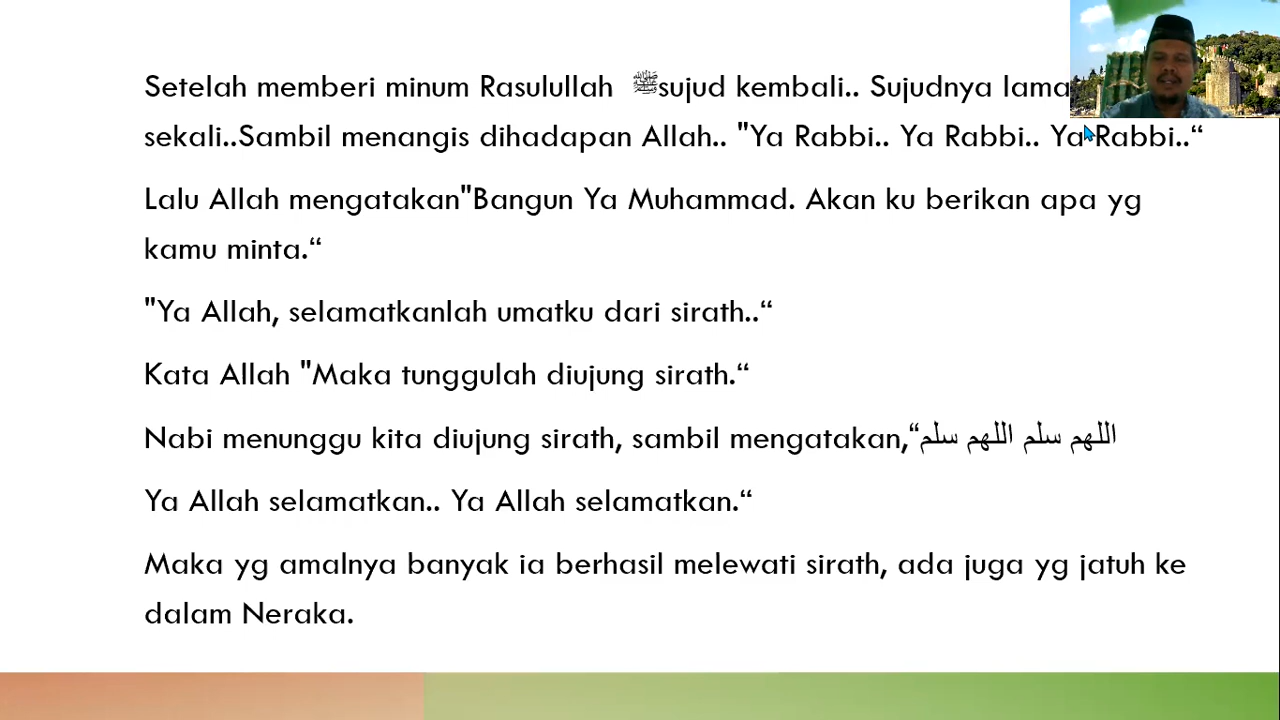 Setelah memberi minum Rasulullah ﷺsujud kembali.. Sujudnya lama
sekali..Sambil menangis dihadapan Allah.. "Ya Rabbi.. Ya Rabbi.. Ya Rabbi..“
Lalu Allah mengatakan"Bangun Ya Muhammad. Akan ku berikan apa yg
kamu minta.“
"Ya Allah, selamatkanlah umatku dari sirath..“
Kata Allah "Maka tunggulah diujung sirath.“
Nabi menunggu kita diujung sirath, sambil mengatakan,“اللهم سلم اللهم سلم
Ya Allah selamatkan.. Ya Allah selamatkan.“
Maka yg amalnya banyak ia berhasil melewati sirath, ada juga yg jatuh ke
dalam Neraka.